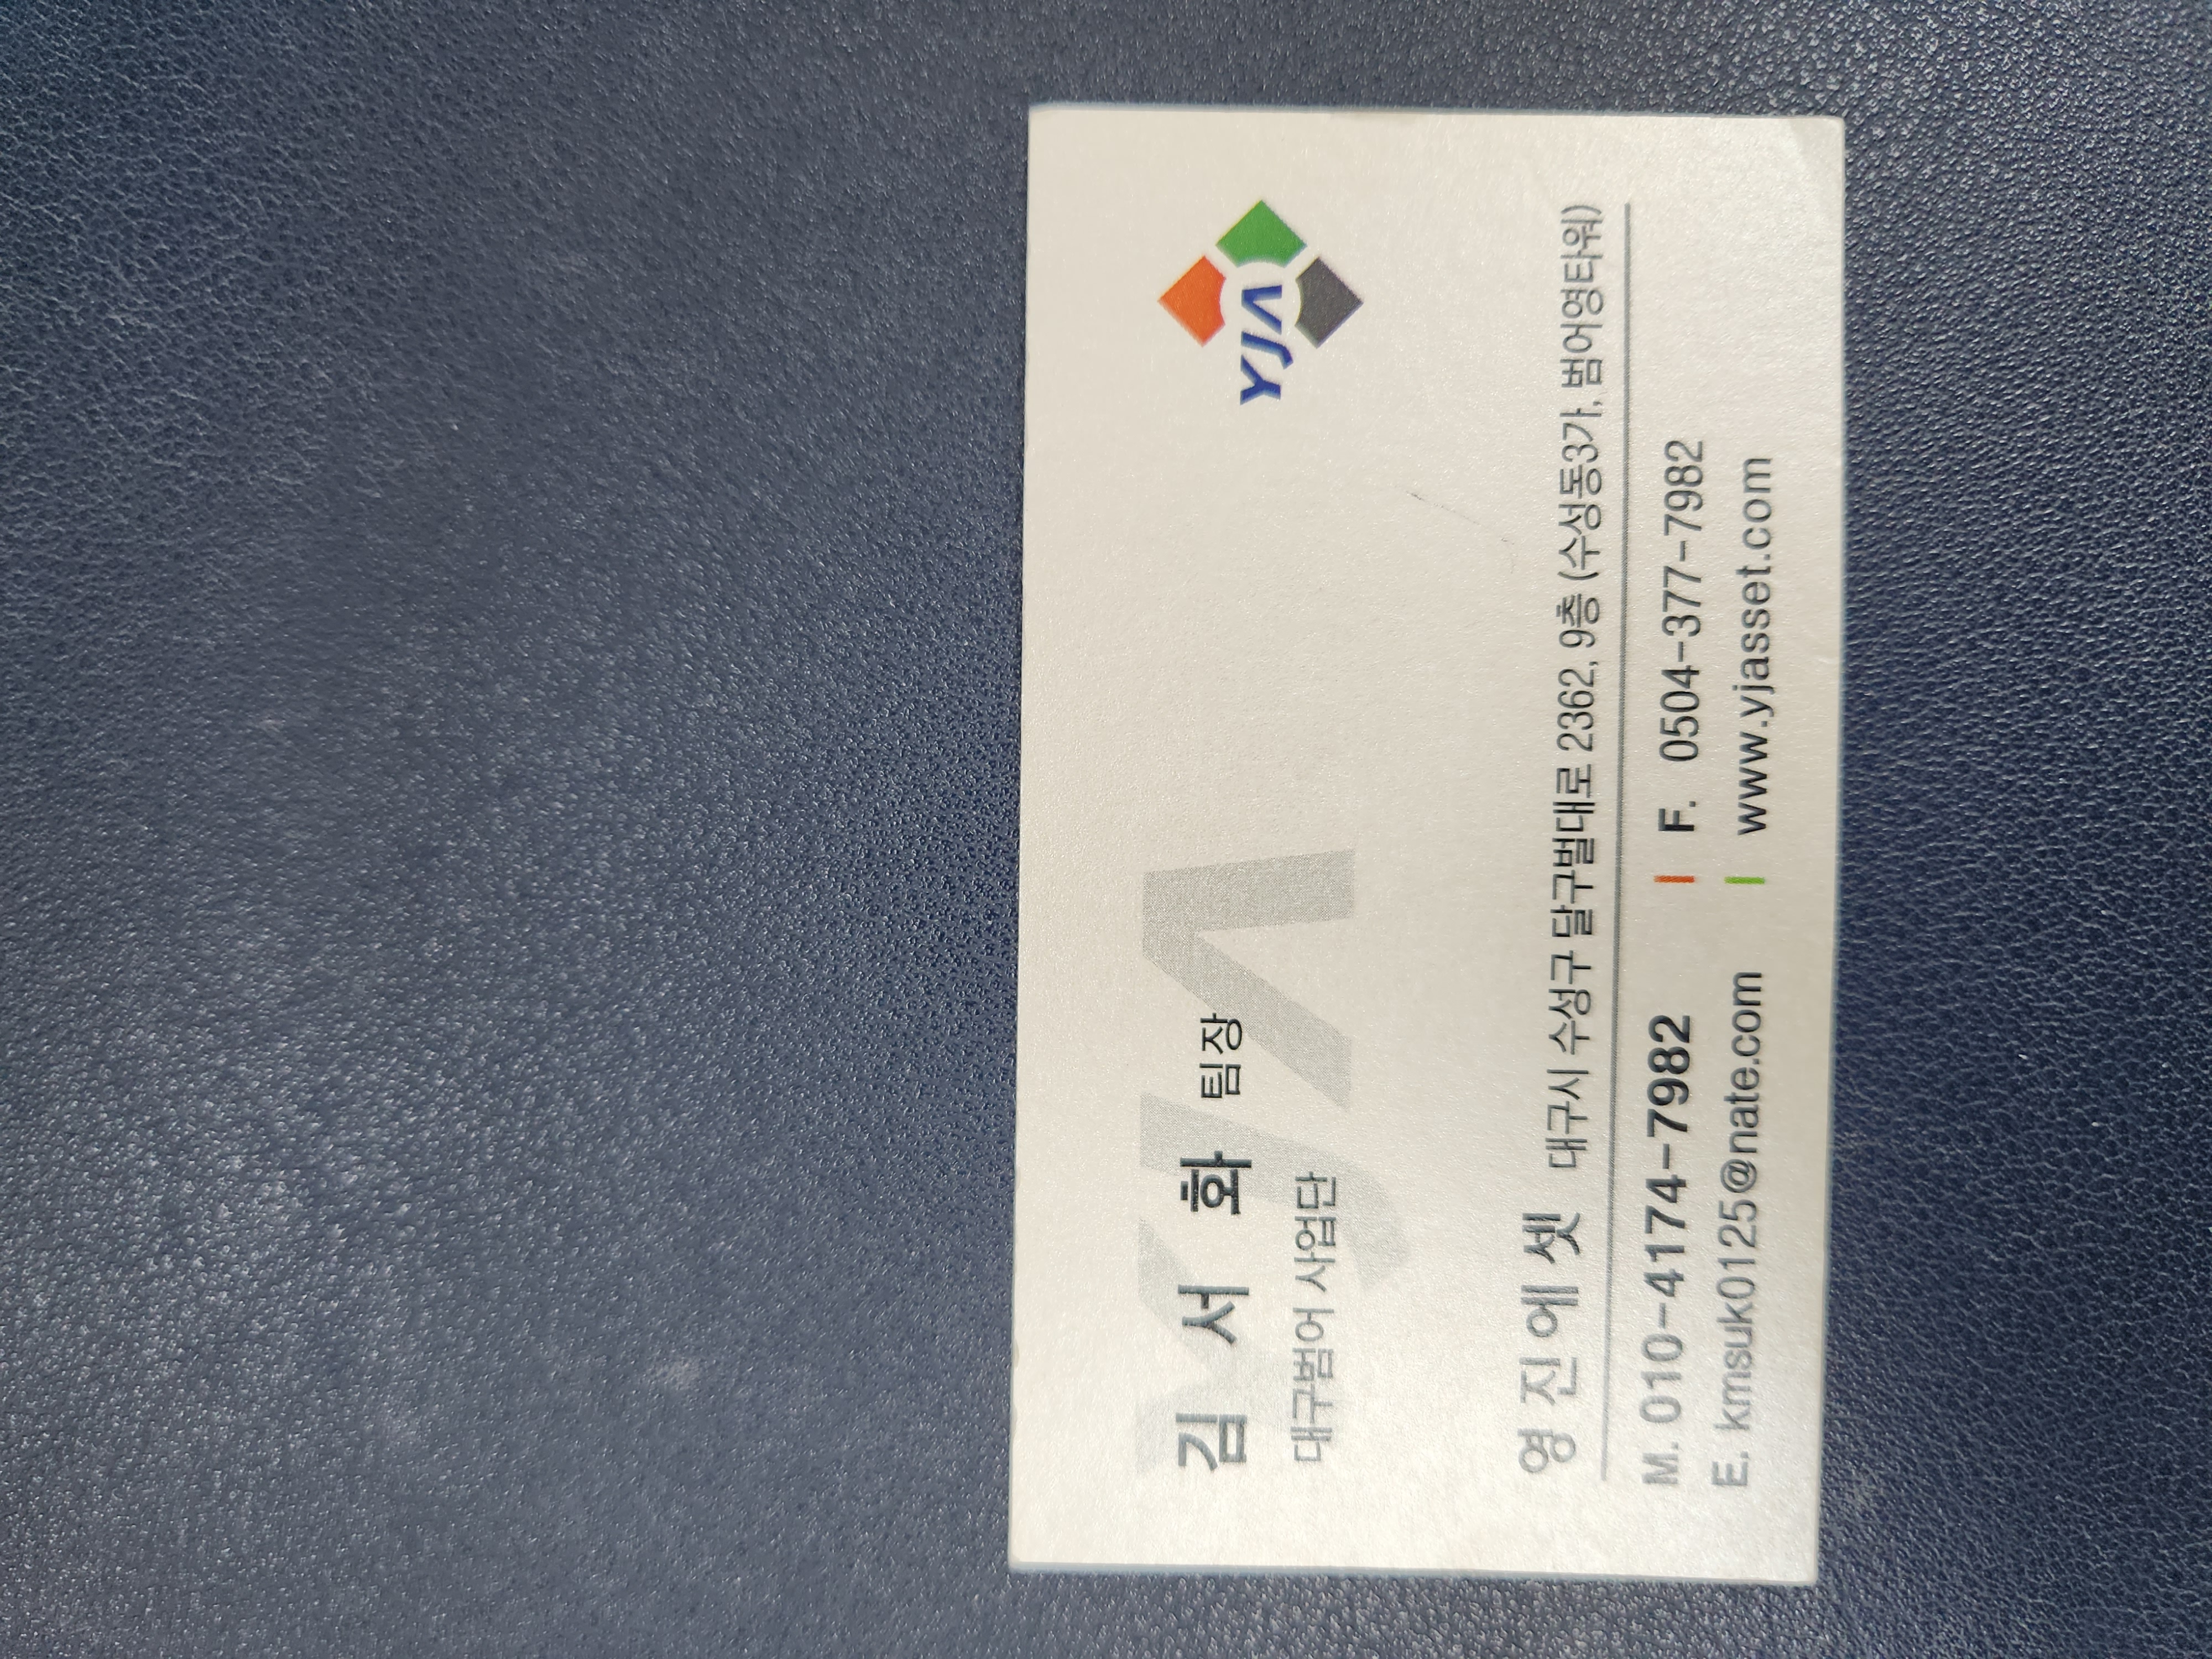 YJA
김 서 화 팀장
대구범어 사업단
YJA
영진에셋 대구시 수성구 달구벌대로 2362, 9층 (수성동3가, 범어영타워)
M. 010-4174-7982 | F. 0504-377-7982
E. kmsuk0125@nate.com | www.yjasset.com